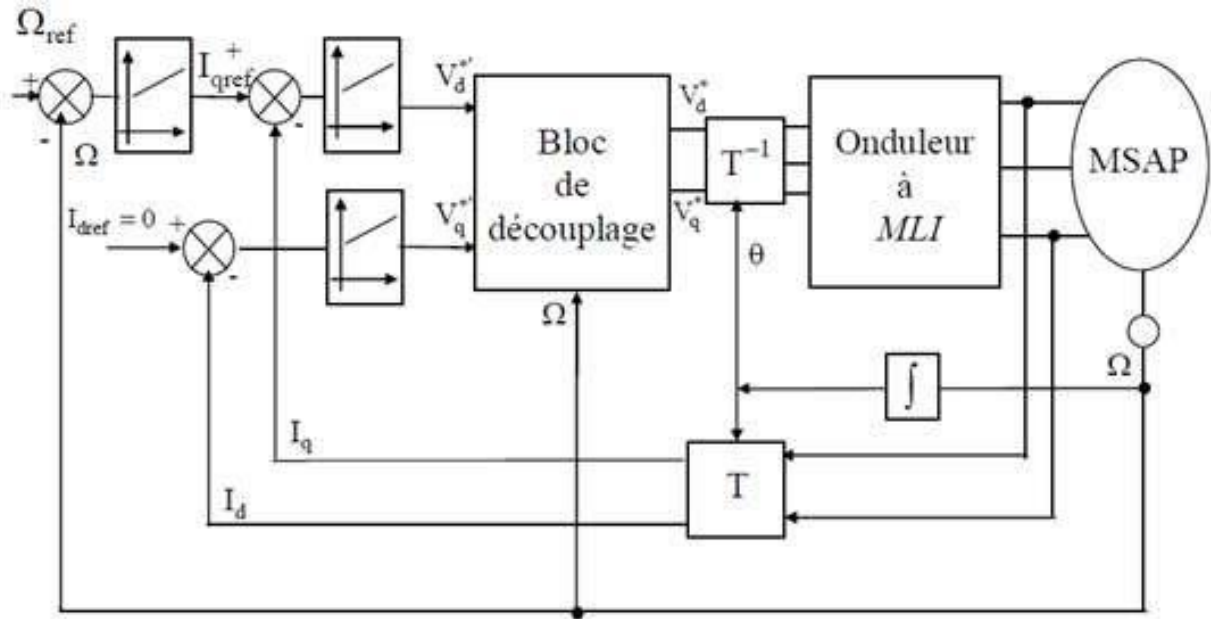 Ω_ref
+
-
Ω
I_qref
+
-
V_d*'
I_dref = 0
+
-
V_q*'
Bloc
de
découplage
Ω
V_d*
V_q*
T⁻¹
θ
Onduleur
à
MLI
MSAP
Ω
∫
T
I_q
I_d